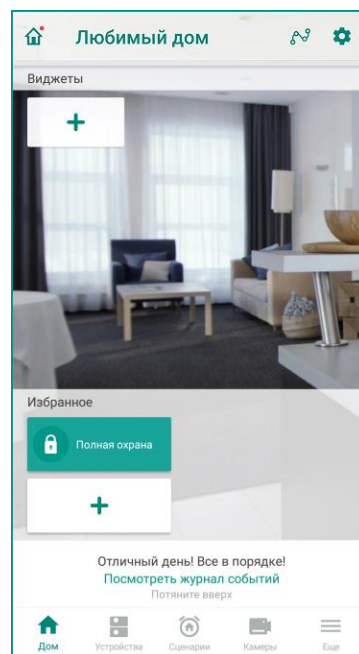 Любимый дом
Виджеты
+
Избранное
Полная охрана
+
Отличный день! Все в порядке!
Посмотреть журнал событий
Потяните вверх
Дом Устройства Сценарии Камеры Еще